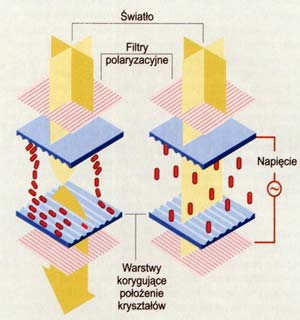 Światło
Filtry
polaryzacyjne
Napięcie
Warstwy
korygujące
położenie
kryształów